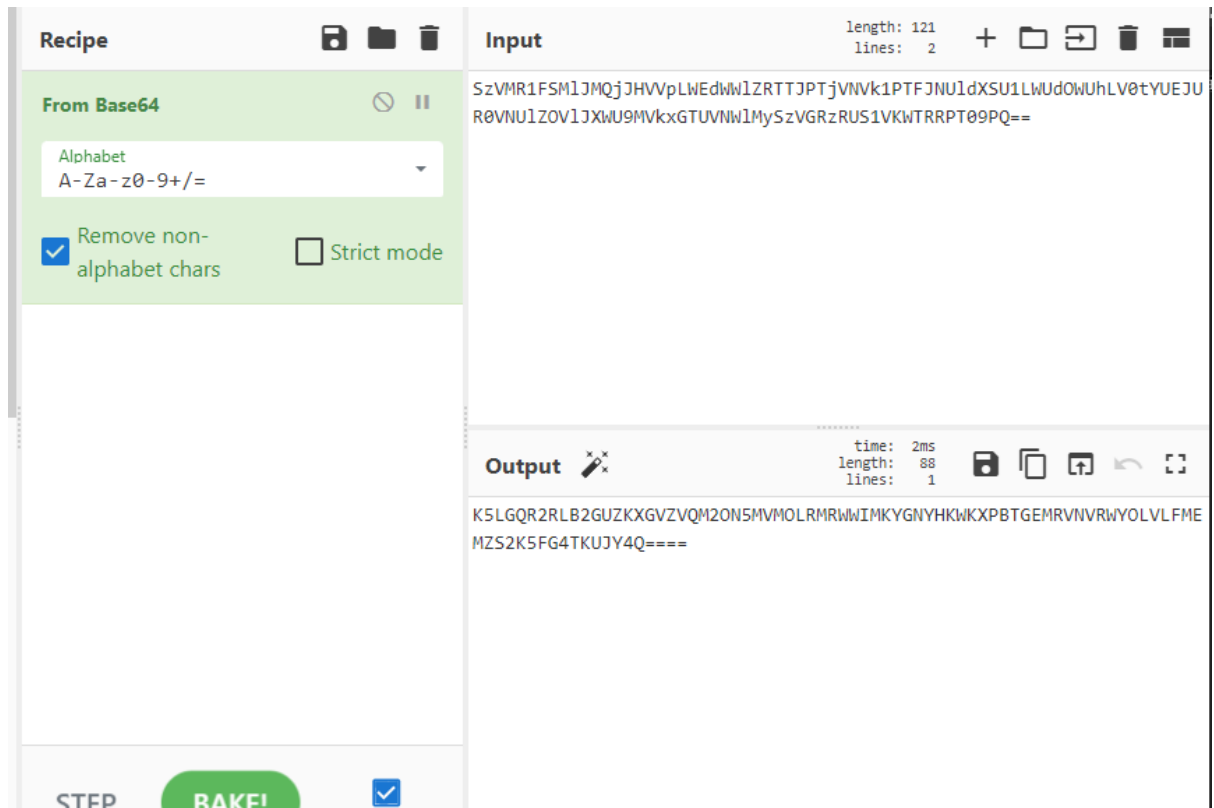 Recipe
From Base64
Alphabet
A-Za-z0-9+/=
Remove non-
alphabet chars
Strict mode
STEP
BAKE!
Input
length: 121
lines: 2
SzVMR1FSMlJMQjJHVVpLWEdWWlZRTTJPTjVNVk1PTFJNUldXSU1LWUdOWUhLV0tYUEJU
R0VNUlZOVlJXWU9MVkxGTUVNWlMySzVGRzRUS1VKWTRRPT09PQ==
Output
time: 2ms
length: 88
lines: 1
K5LGQR2RLB2GUZKXGVZVQM2ON5MVMOLRMRWWIMKYGNYHKWKXPBTGEMRVNVRWYOLVLFME
MZS2K5FG4TKUJY4Q====